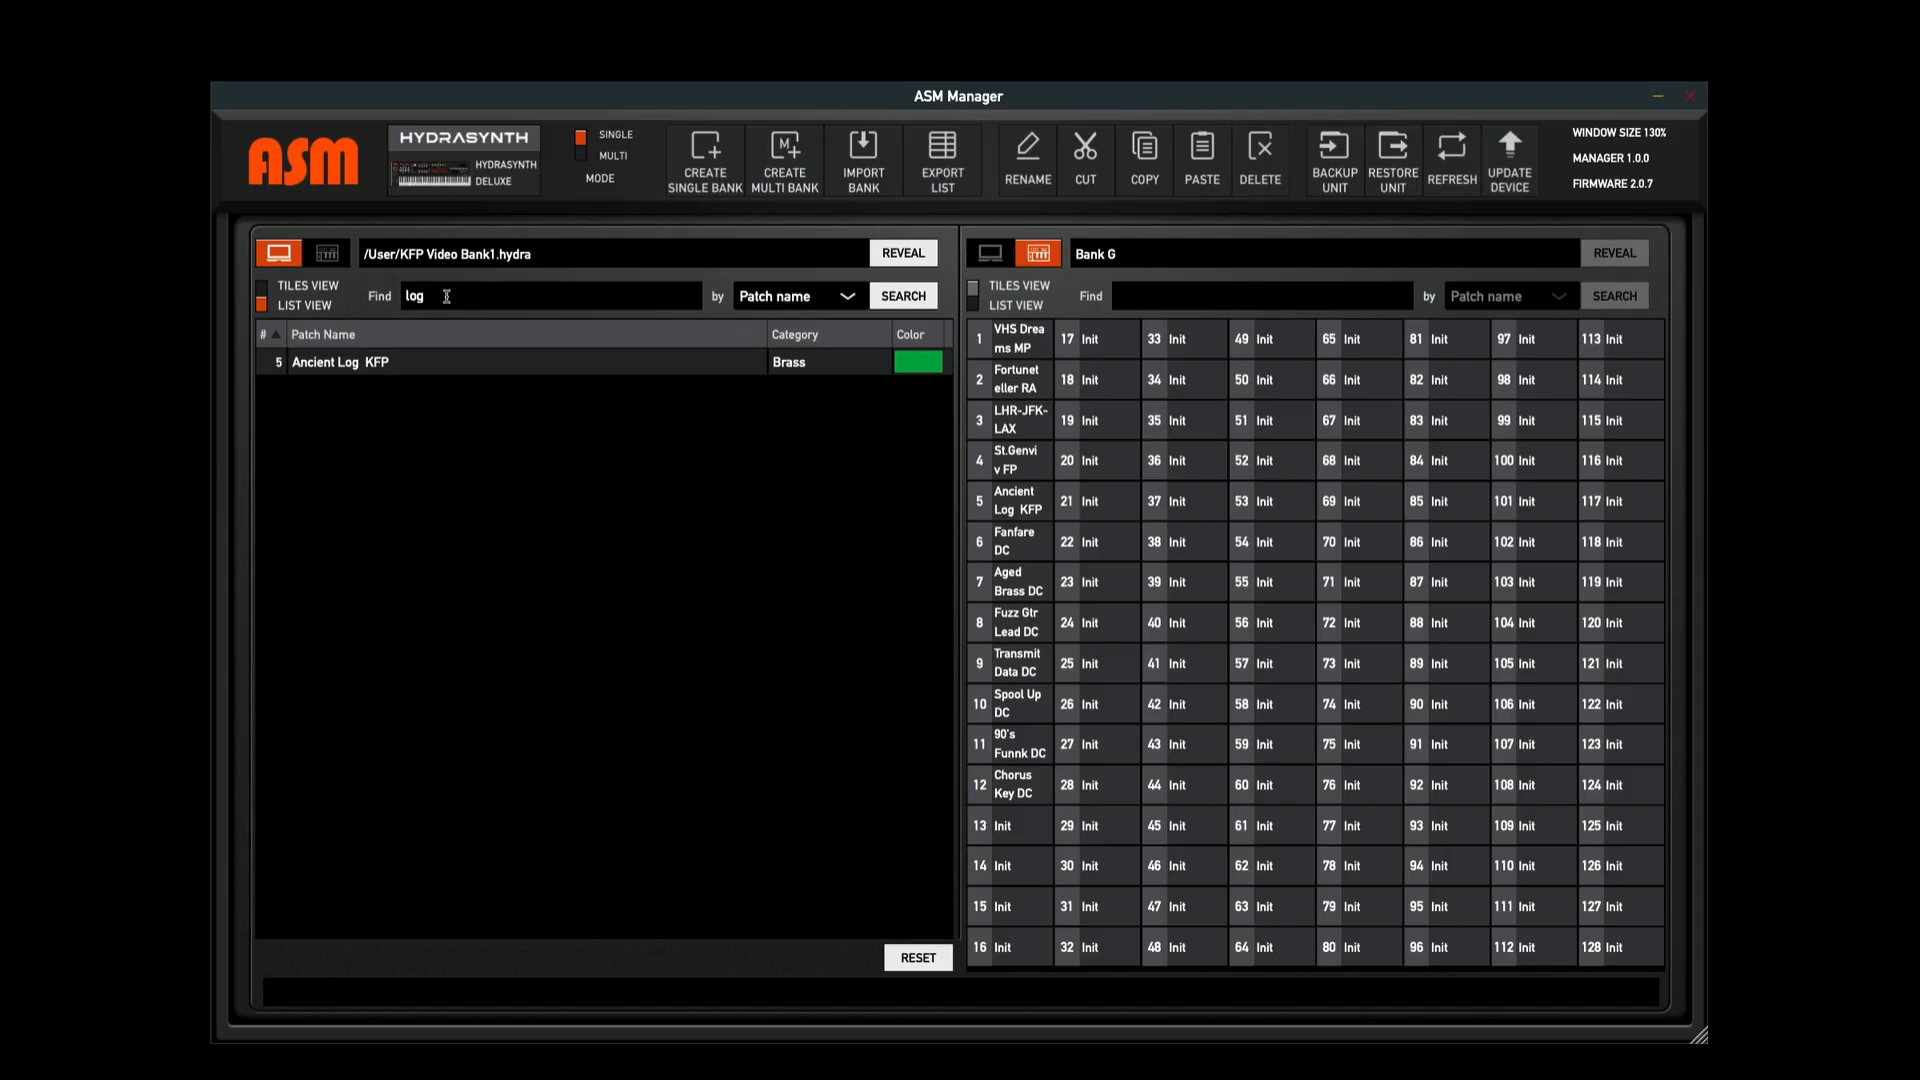 ASM Manager
ASM
HYDRASYNTH
HYDRASYNTH
DELUXE
SINGLE
MULTI
MODE
CREATE
SINGLE BANK
CREATE
MULTI BANK
IMPORT
BANK
EXPORT
LIST
RENAME
CUT
COPY
PASTE
DELETE
BACKUP
UNIT
RESTORE
UNIT
REFRESH
UPDATE
DEVICE
WINDOW SIZE 130%
MANAGER 1.0.0
FIRMWARE 2.0.7
/User/KFP Video Bank1.hydra
REVEAL
TILES VIEW
LIST VIEW
Find log by Patch name SEARCH
# Patch Name Category Color
5 Ancient Log  KFP Brass
RESET
Bank G
REVEAL
TILES VIEW
LIST VIEW
Find by Patch name SEARCH
1 VHS Drea
ms MP
17 Init 33 Init 49 Init 65 Init 81 Init 97 Init 113 Init
2 Fortunet
eller RA
18 Init 34 Init 50 Init 66 Init 82 Init 98 Init 114 Init
3 LHR-JFK-
LAX
19 Init 35 Init 51 Init 67 Init 83 Init 99 Init 115 Init
4 St.Genvi
v FP
20 Init 36 Init 52 Init 68 Init 84 Init 100 Init 116 Init
5 Ancient
Log  KFP
21 Init 37 Init 53 Init 69 Init 85 Init 101 Init 117 Init
6 Fanfare
DC
22 Init 38 Init 54 Init 70 Init 86 Init 102 Init 118 Init
7 Aged
Brass DC
23 Init 39 Init 55 Init 71 Init 87 Init 103 Init 119 Init
8 Fuzz Gtr
Lead DC
24 Init 40 Init 56 Init 72 Init 88 Init 104 Init 120 Init
9 Transmit
Data DC
25 Init 41 Init 57 Init 73 Init 89 Init 105 Init 121 Init
10 Spool Up
DC
26 Init 42 Init 58 Init 74 Init 90 Init 106 Init 122 Init
11 90's
Funnk DC
27 Init 43 Init 59 Init 75 Init 91 Init 107 Init 123 Init
12 Chorus
Key DC
28 Init 44 Init 60 Init 76 Init 92 Init 108 Init 124 Init
13 Init 29 Init 45 Init 61 Init 77 Init 93 Init 109 Init 125 Init
14 Init 30 Init 46 Init 62 Init 78 Init 94 Init 110 Init 126 Init
15 Init 31 Init 47 Init 63 Init 79 Init 95 Init 111 Init 127 Init
16 Init 32 Init 48 Init 64 Init 80 Init 96 Init 112 Init 128 Init